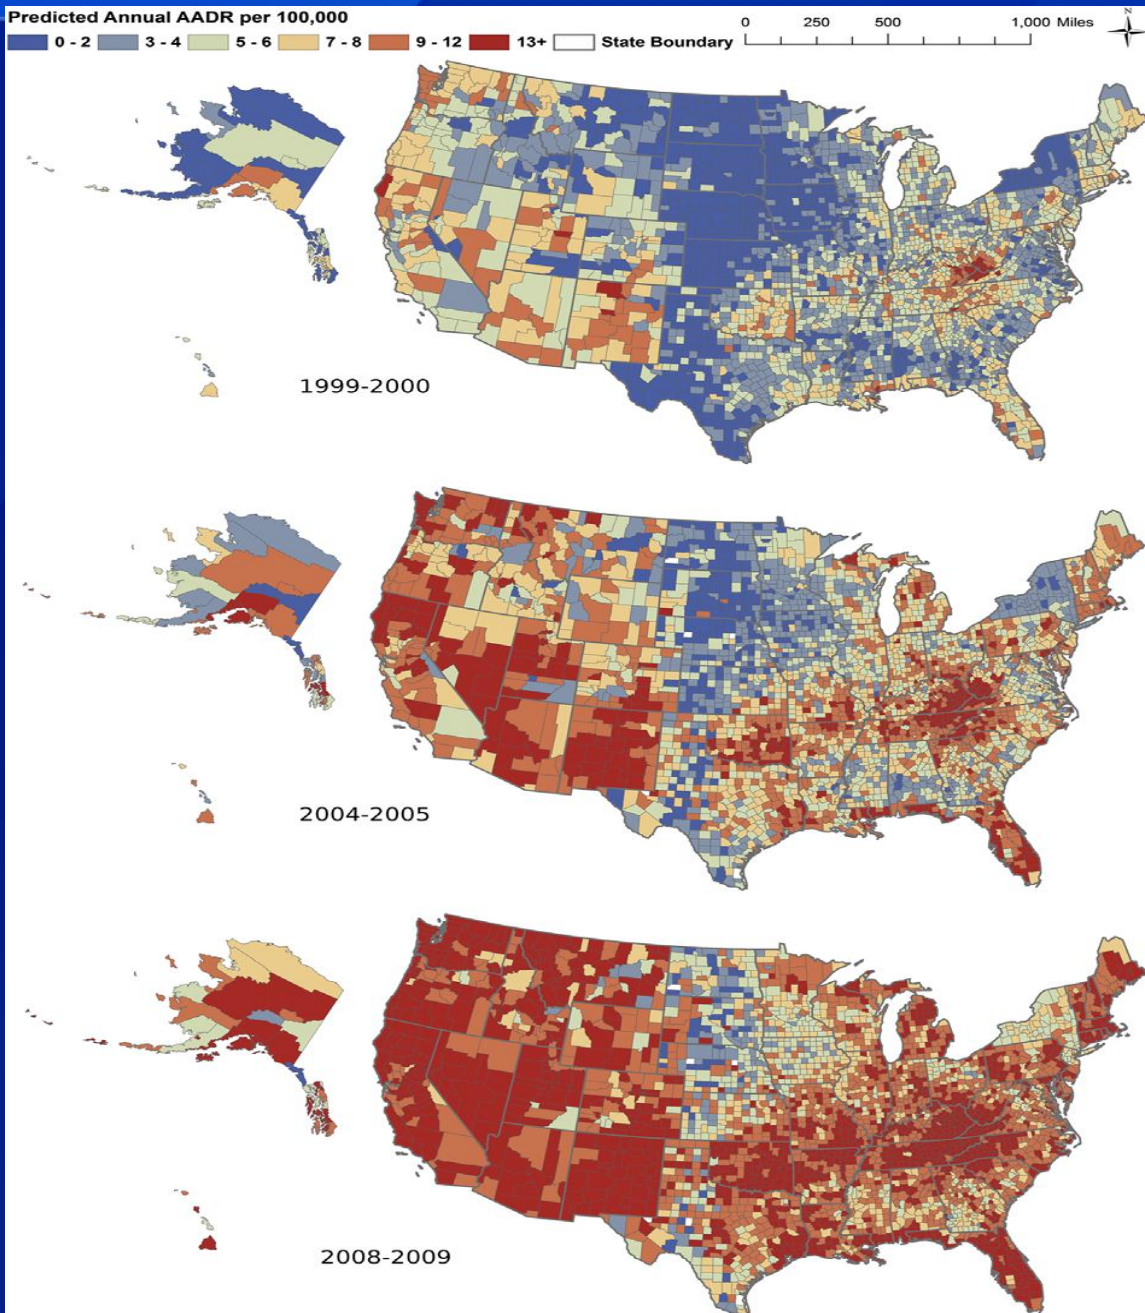 Predicted Annual AADR per 100,000
0 - 2 3 - 4 5 - 6 7 - 8 9 - 12 13+ State Boundary
0 250 500 1,000 Miles
N
1999-2000
2004-2005
2008-2009